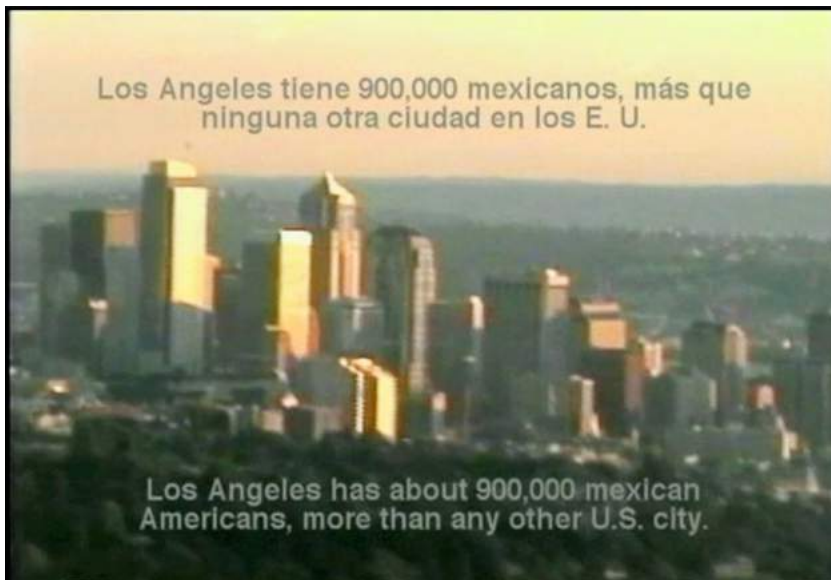 Los Angeles tiene 900,000 mexicanos, más que
ninguna otra ciudad en los E. U.
Los Angeles has about 900,000 mexican
Americans, more than any other U.S. city.